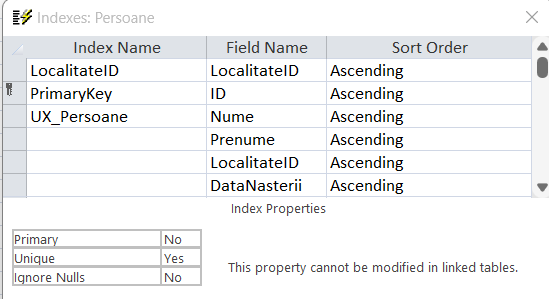 Indexes: Persoane
Index Name Field Name Sort Order
LocalitateID LocalitateID Ascending
PrimaryKey ID Ascending
UX_Persoane Nume Ascending
Prenume Ascending
LocalitateID Ascending
DataNasterii Ascending
Index Properties
Primary No
Unique Yes
Ignore Nulls No
This property cannot be modified in linked tables.